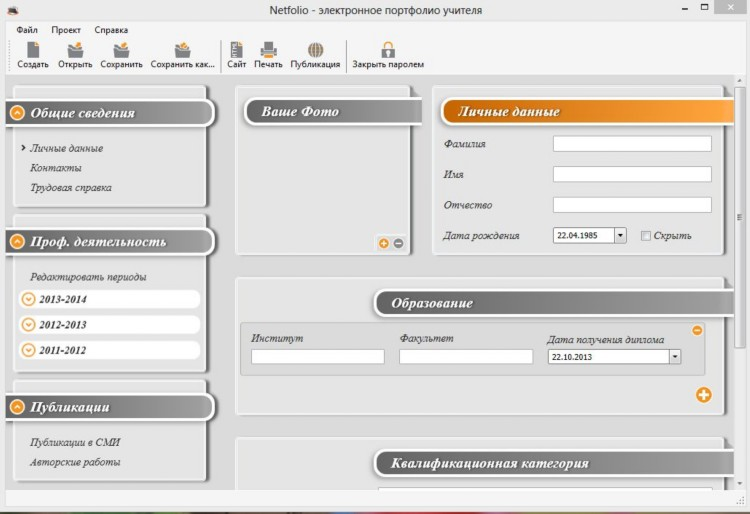 Netfolio - электронное портфолио учителя
Файл Проект Справка
Создать Открыть Сохранить Сохранить как... Сайт Печать Публикация Закрыть паролем
Общие сведения
Личные данные
Контакты
Трудовая справка
Проф. деятельность
Редактировать периоды
2013-2014
2012-2013
2011-2012
Публикации
Публикации в СМИ
Авторские работы
Ваше Фото
Личные данные
Фамилия
Имя
Отчество
Дата рождения 22.04.1985 Скрыть
Образование
Институт Факультет Дата получения диплома
22.10.2013
Квалификационная категория